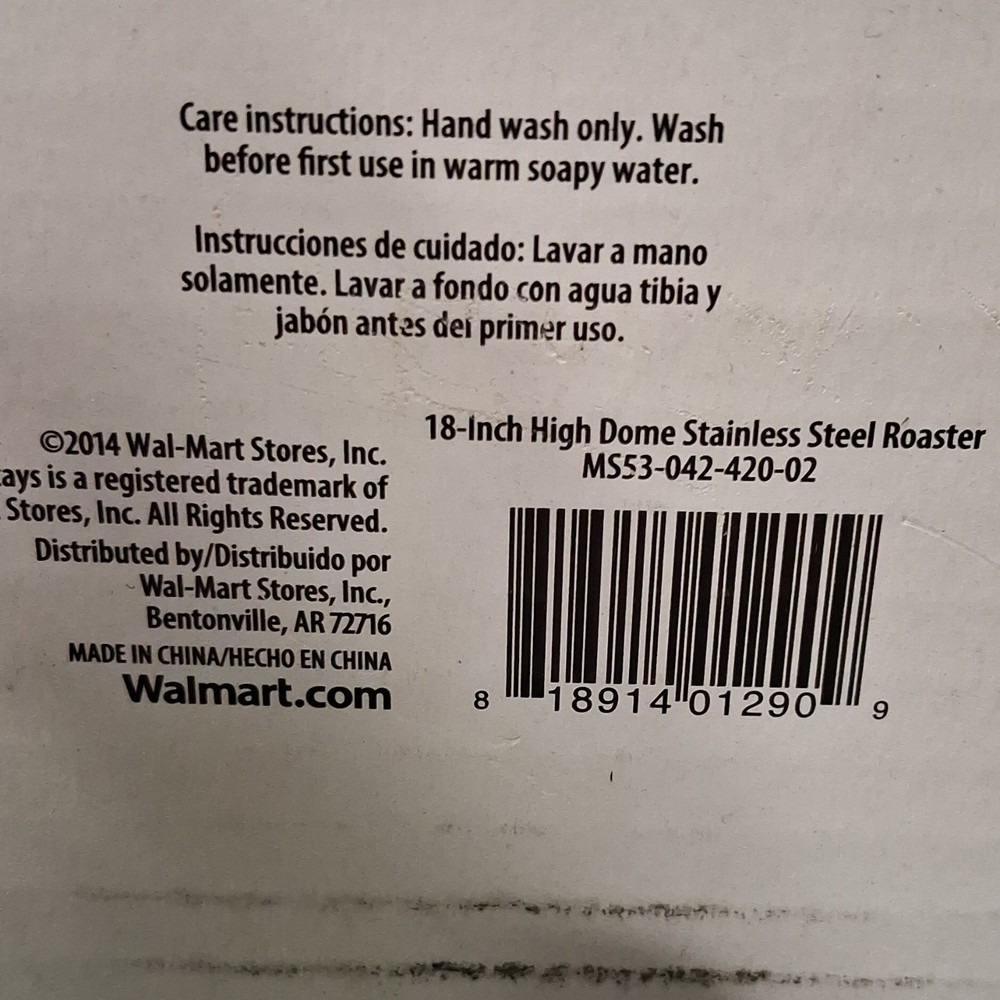 Care instructions: Hand wash only. Wash
before first use in warm soapy water.
Instrucciones de cuidado: Lavar a mano
solamente. Lavar a fondo con agua tibia y
jabón antes del primer uso.
©2014 Wal-Mart Stores, Inc.
ays is a registered trademark of
Stores, Inc. All Rights Reserved.
Distributed by/Distribuido por
Wal-Mart Stores, Inc.,
Bentonville, AR 72716
MADE IN CHINA/HECHO EN CHINA
Walmart.com
18-Inch High Dome Stainless Steel Roaster
MS53-042-420-02
8 18914 01290 9